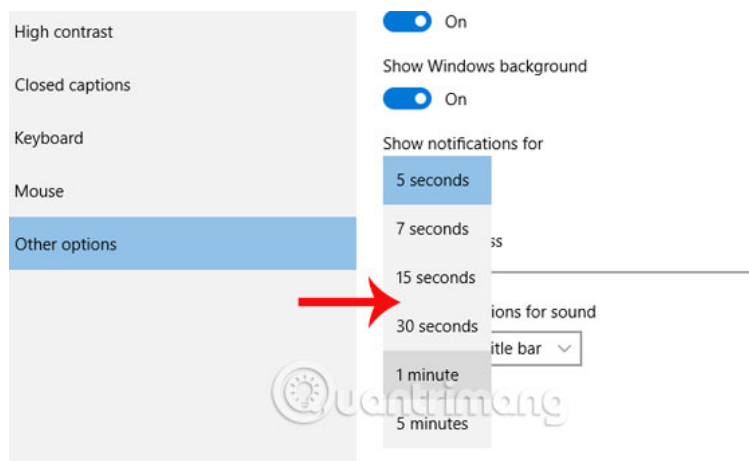 High contrast
Closed captions
Keyboard
Mouse
Other options
On
Show Windows background
On
Show notifications for
5 seconds
7 seconds
ss
15 seconds
ions for sound
30 seconds
itle bar
1 minute
5 minutes
Quantrimang